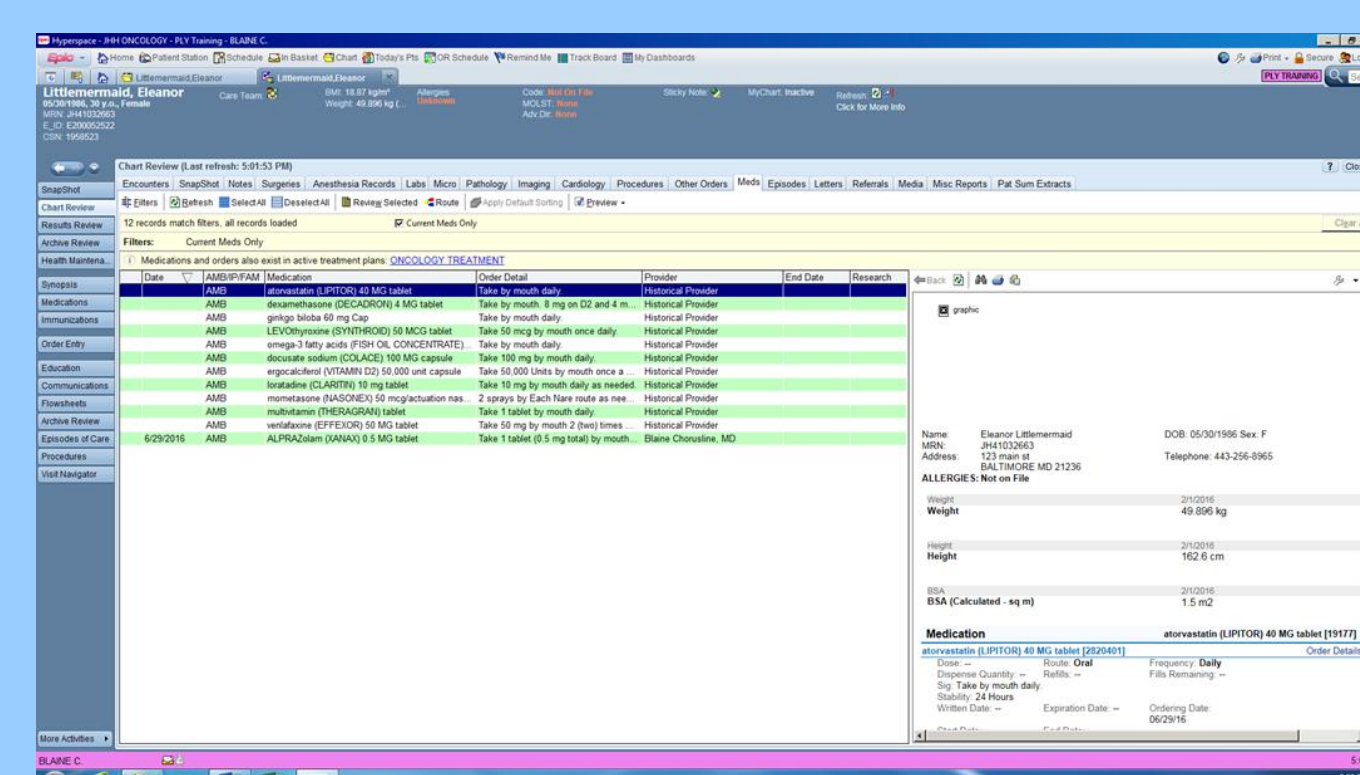 Hyperspace - JHH ONCOLOGY - PLY Training - BLAINE C.
Epic Home Patient Station Schedule In Basket Chart Today's Pts OR Schedule Remind Me Track Board My Dashboards Print Secure
Littlemermaid,Eleanor Littlemermaid,Eleanor PLY TRAINING
Littlemermaid, Eleanor Care Team: BMI: 18.87 kg/m² Allergies Code: Not On File Sticky Note: MyChart: Inactive Refresh:
05/30/1986, 30 y.o., Female Weight: 49.896 kg (... Unknown MOLST: None Click for More Info
MRN: JH41032663 Adv.Dir: None
E_ID: E200052522
CSN: 1958523
Chart Review (Last refresh: 5:01:53 PM) ? Clo
Encounters SnapShot Notes Surgeries Anesthesia Records Labs Micro Pathology Imaging Cardiology Procedures Other Orders Meds Episodes Letters Referrals Media Misc Reports Pat Sum Extracts
Filters Refresh Select All Deselect All Review Selected Route Apply Default Sorting Preview
12 records match filters, all records loaded Current Meds Only Clear
Filters: Current Meds Only
Medications and orders also exist in active treatment plans: ONCOLOGY TREATMENT
SnapShot
Chart Review
Results Review
Archive Review
Health Maintena...
Synopsis
Medications
Immunizations
Order Entry
Education
Communications
Flowsheets
Archive Review
Episodes of Care
Procedures
Visit Navigator
More Activities
Date AMB/IP/FAM Medication Order Detail Provider End Date Research
AMB atorvastatin (LIPITOR) 40 MG tablet Take by mouth daily. Historical Provider
AMB dexamethasone (DECADRON) 4 MG tablet Take by mouth. 8 mg on D2 and 4 m... Historical Provider
AMB ginkgo biloba 60 mg Cap Take by mouth daily. Historical Provider
AMB LEVOthyroxine (SYNTHROID) 50 MCG tablet Take 50 mcg by mouth once daily. Historical Provider
AMB omega-3 fatty acids (FISH OIL CONCENTRATE)... Take by mouth daily. Historical Provider
AMB docusate sodium (COLACE) 100 MG capsule Take 100 mg by mouth daily. Historical Provider
AMB ergocalciferol (VITAMIN D2) 50,000 unit capsule Take 50,000 Units by mouth once a ... Historical Provider
AMB loratadine (CLARITIN) 10 mg tablet Take 10 mg by mouth daily as needed. Historical Provider
AMB mometasone (NASONEX) 50 mcg/actuation nas... 2 sprays by Each Nare route as nee... Historical Provider
AMB multivitamin (THERAGRAN) tablet Take 1 tablet by mouth daily. Historical Provider
AMB venlafaxine (EFFEXOR) 50 MG tablet Take 50 mg by mouth 2 (two) times ... Historical Provider
6/29/2016 AMB ALPRAZolam (XANAX) 0.5 MG tablet Take 1 tablet (0.5 mg total) by mouth... Blaine Chorusline, MD
Back
graphic
Name: Eleanor Littlemermaid DOB: 05/30/1986 Sex: F
MRN: JH41032663
Address: 123 main st Telephone: 443-256-8965
BALTIMORE MD 21236
ALLERGIES: Not on File
Weight 2/1/2016
Weight 49.896 kg
Height 2/1/2016
Height 162.6 cm
BSA 2/1/2016
BSA (Calculated - sq m) 1.5 m2
Medication atorvastatin (LIPITOR) 40 MG tablet [19177]
atorvastatin (LIPITOR) 40 MG tablet [2820401] Order Details
Dose: -- Route: Oral Frequency: Daily
Dispense Quantity: -- Refills: -- Fills Remaining: --
Sig: Take by mouth daily.
Stability: 24 Hours
Written Date: -- Expiration Date: -- Ordering Date:
06/29/16
Start Date: End Date:
BLAINE C.